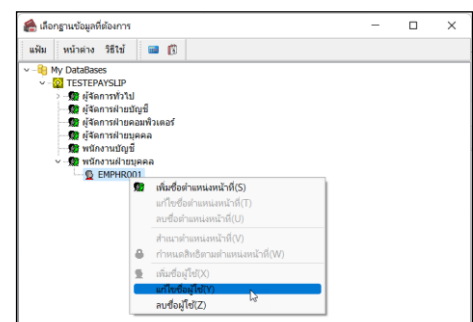 เลือกฐานข้อมูลที่ต้องการ
แฟ้ม หน้าต่าง วิธีใช้
My DataBases
TESTEPAYSLIP
ผู้จัดการทั่วไป
ผู้จัดการฝ่ายบัญชี
ผู้จัดการฝ่ายคอมพิวเตอร์
ผู้จัดการฝ่ายบุคคล
พนักงานบัญชี
พนักงานฝ่ายบุคคล
EMPHR001
เพิ่มชื่อตำแหน่งหน้าที่(S)
แก้ไขชื่อตำแหน่งหน้าที่(T)
ลบชื่อตำแหน่งหน้าที่(U)
สำเนาตำแหน่งหน้าที่(V)
กำหนดสิทธิตามตำแหน่งหน้าที่(W)
เพิ่มชื่อผู้ใช้(X)
แก้ไขชื่อผู้ใช้(Y)
ลบชื่อผู้ใช้(Z)